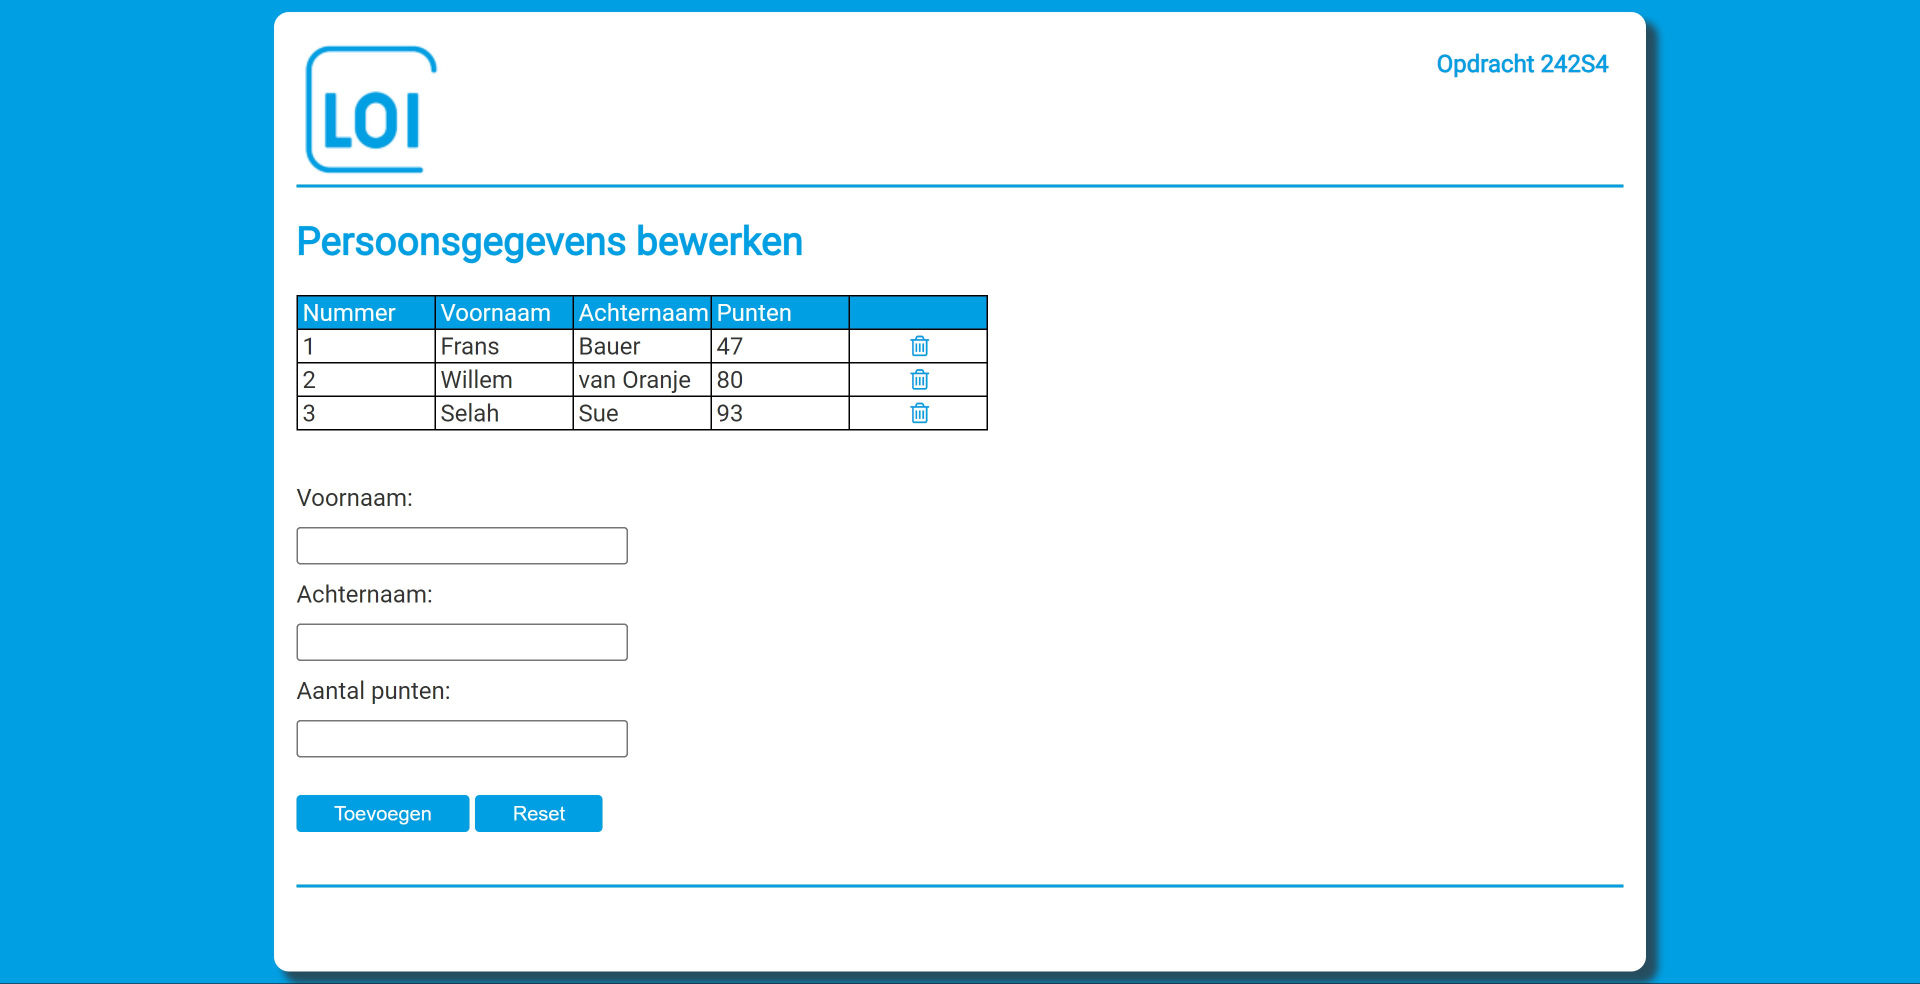 LOI
Opdracht 242S4
Persoonsgegevens bewerken
Nummer Voornaam Achternaam Punten
1 Frans Bauer 47
2 Willem van Oranje 80
3 Selah Sue 93
Voornaam:
Achternaam:
Aantal punten:
Toevoegen Reset